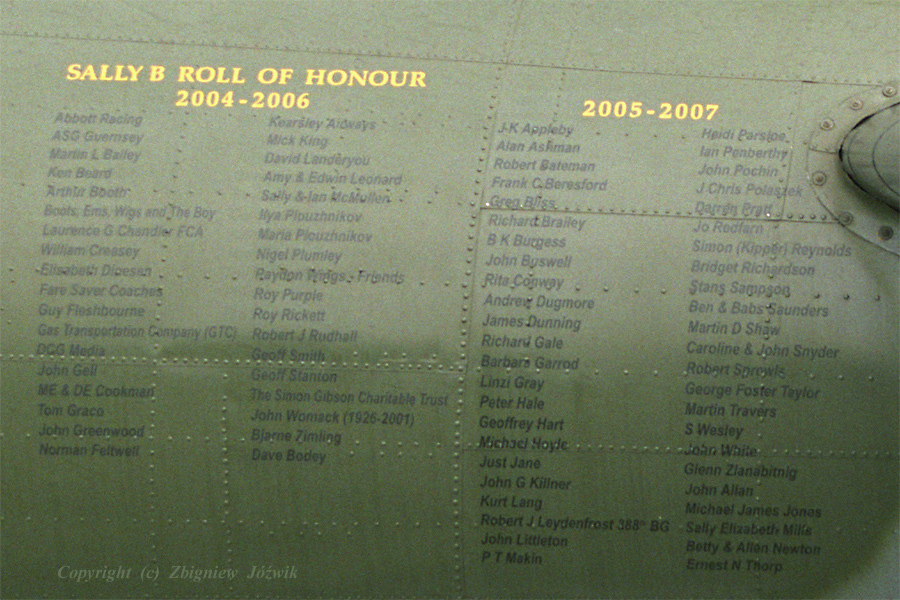 SALLY B ROLL OF HONOUR
2004-2006
Abbott Racing
ASG Guernsey
Martin L Bailey
Ken Beard
Arthur Booth
Boots, Ems, Wigs and The Boy
Laurence G Chandler FCA
William Creasey
Elisabeth Dinesen
Fare Saver Coaches
Guy Fleshbourne
Gas Transportation Company (GTC)
DCG Media
John Gell
ME & DE Cookman
Tom Graco
John Greenwood
Norman Feltwell
Kearsley Airways
Mick King
David Landeryou
Amy & Edwin Leonard
Sally & Ian McMullen
Ilya Plouzhnikov
Maria Plouzhnikov
Nigel Plumley
Raydon Wings - Friends
Roy Purple
Roy Rickett
Robert J Rudhall
Geoff Smith
Geoff Stanton
The Simon Gibson Charitable Trust
John Womack (1926-2001)
Bjarne Zimling
Dave Bodey
2005-2007
J K Appleby
Alan Ashman
Robert Bateman
Frank C Beresford
Greg Bliss
Richard Brailey
B K Burgess
John Buswell
Rita Conway
Andrew Dugmore
James Dunning
Richard Gale
Barbara Garrod
Linzi Gray
Peter Hale
Geoffrey Hart
Michael Hoyle
Just Jane
John G Killner
Kurt Lang
Robert J Leydenfrost 388th BG
John Littleton
P T Makin
Heidi Parsloe
Ian Penberthy
John Pochin
J Chris Polaszek
Darren Pratt
Jo Redfarn
Simon (Kipper) Reynolds
Bridget Richardson
Stans Sampson
Ben & Babs Saunders
Martin D Shaw
Caroline & John Snyder
Robert Sprowls
George Foster Taylor
Martin Travers
S Wesley
John White
Glenn Zlanabitnig
John Allan
Michael James Jones
Sally Elizabeth Mills
Betty & Allen Newton
Ernest N Thorp
Copyright (c) Zbigniew Jóźwik